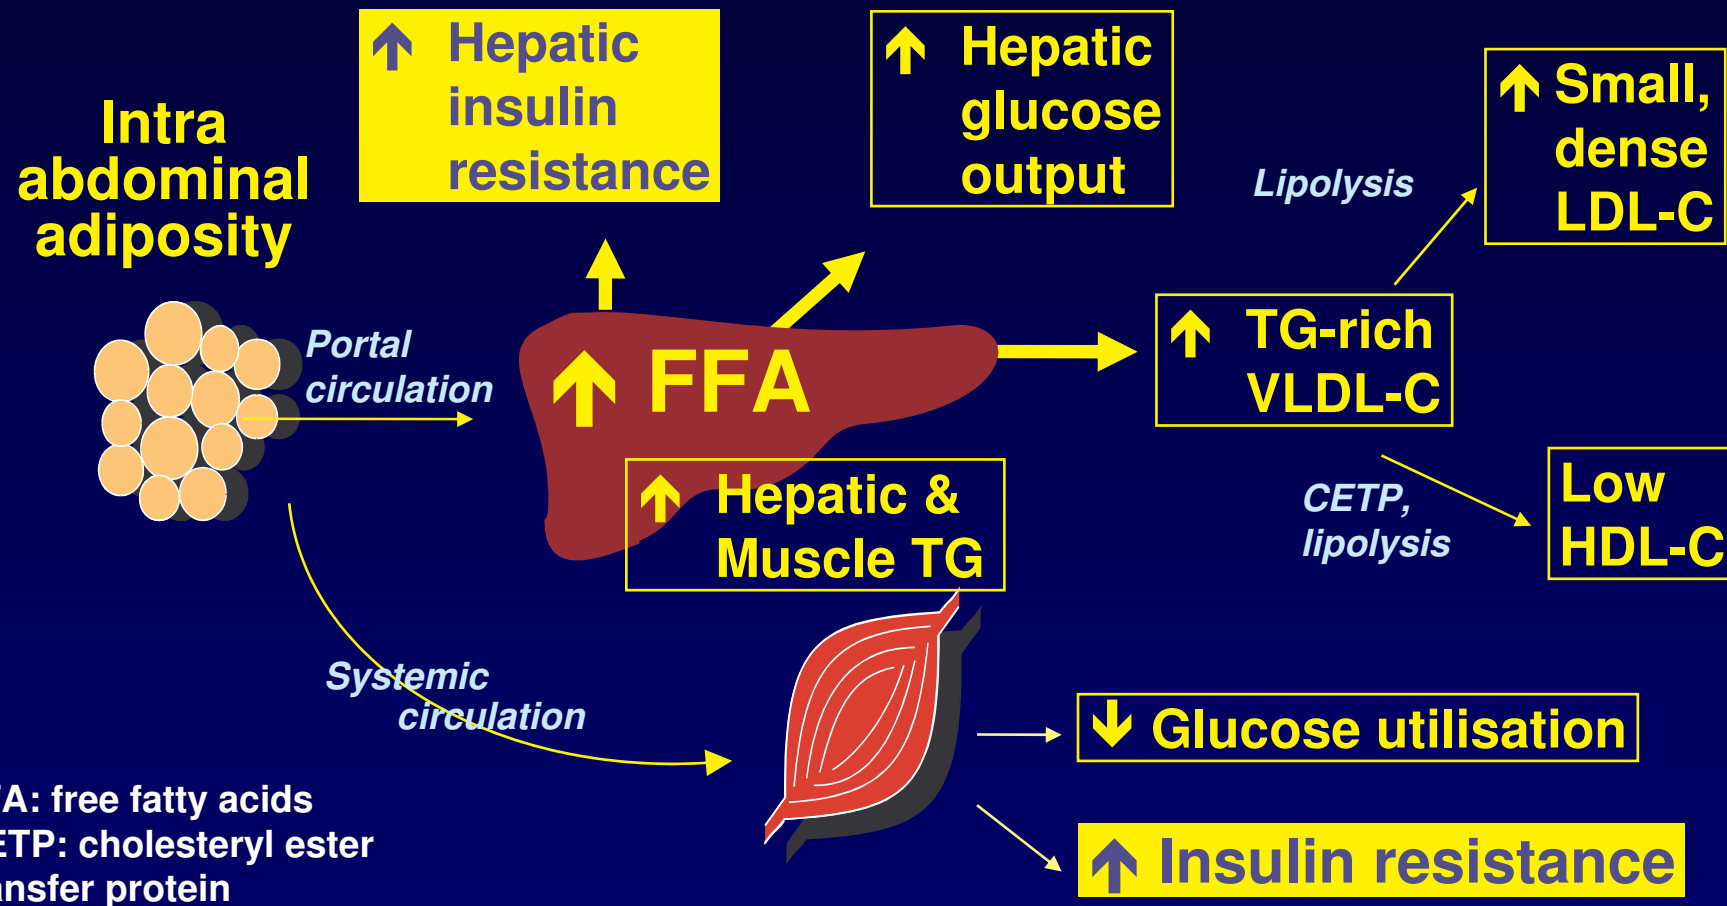 Intra
abdominal
adiposity
↑ Hepatic
insulin
resistance
↑ Hepatic
glucose
output
Lipolysis
↑ Small,
dense
LDL-C
Portal
circulation
↑ FFA
↑ TG-rich
VLDL-C
↑ Hepatic &
Muscle TG
CETP,
lipolysis
Low
HDL-C
Systemic
circulation
↓ Glucose utilisation
↑ Insulin resistance
FA: free fatty acids
ETP: cholesteryl ester
ansfer protein